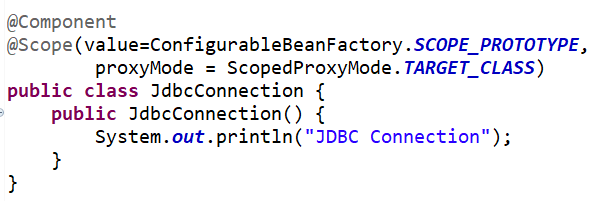 @Component
@Scope(value=ConfigurableBeanFactory.SCOPE_PROTOTYPE,
        proxyMode = ScopedProxyMode.TARGET_CLASS)
public class JdbcConnection {
    public JdbcConnection() {
        System.out.println("JDBC Connection");
    }
}